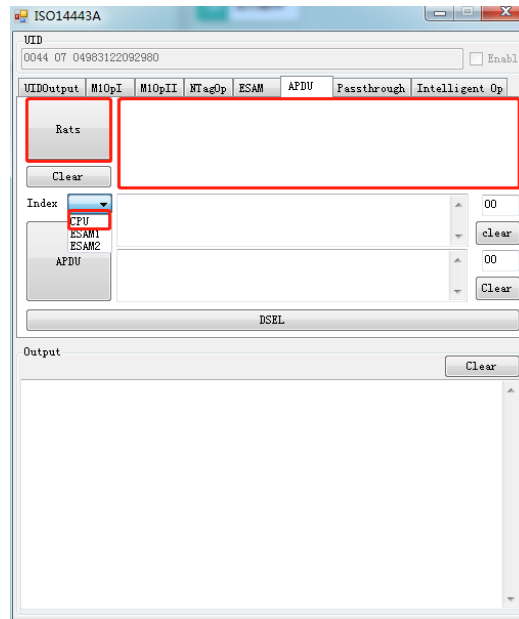 ISO14443A
UID
0044 07 04983122092980
Enabl
UIDOutput M1OpI M1OpII NTagOp ESAM APDU Passthrough Intelligent Op
Rats
Clear
Index
00
CPU
ESAM1
clear
ESAM2
APDU
00
Clear
DSEL
Output
Clear